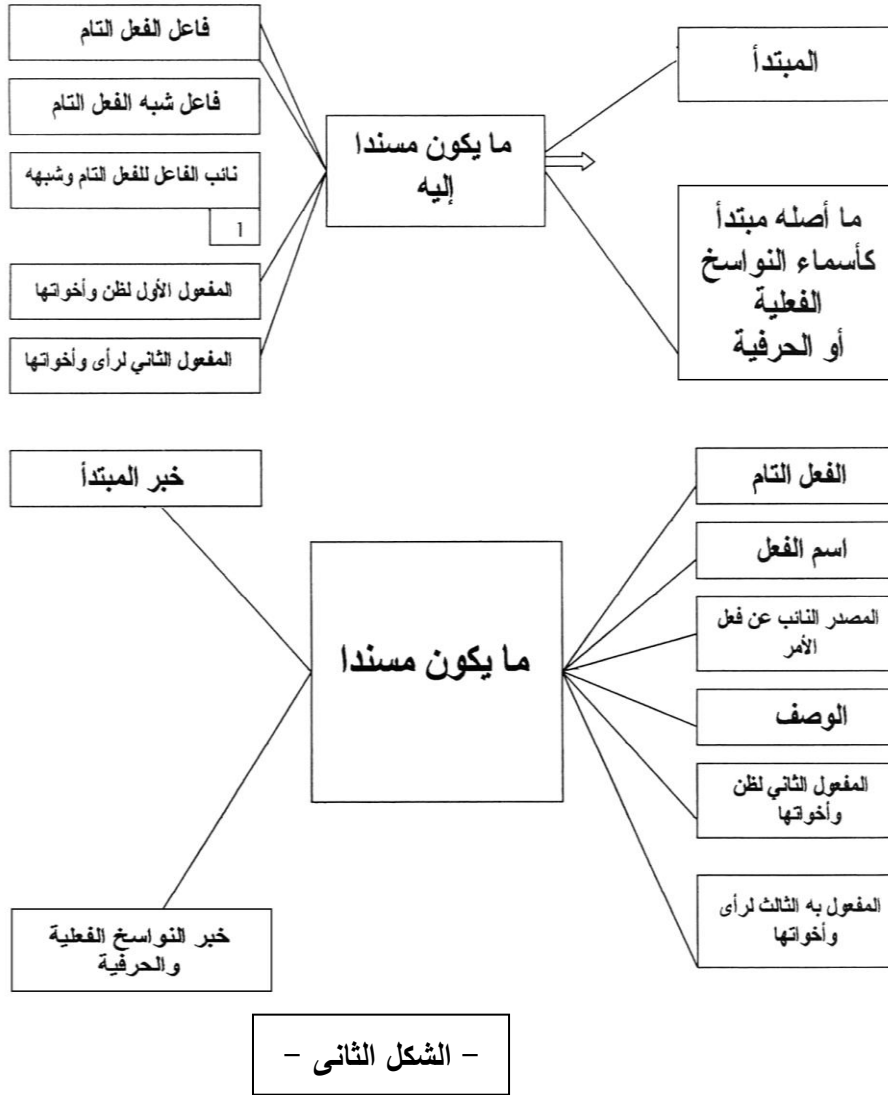 المبتدأ
ما أصله مبتدأ
كأسماء النواسخ
الفعلية
أو الحرفية
ما يكون مسندا
إليه
فاعل الفعل التام
فاعل شبه الفعل التام
نائب الفاعل للفعل التام وشبهه
1
المفعول الأول لظن وأخواتها
المفعول الثاني لرأى وأخواتها
الفعل التام
اسم الفعل
المصدر النائب عن فعل
الأمر
الوصف
المفعول الثاني لظن
وأخواتها
المفعول به الثالث لرأى
وأخواتها
ما يكون مسندا
خبر المبتدأ
خبر النواسخ الفعلية
والحرفية
- الشكل الثانى -